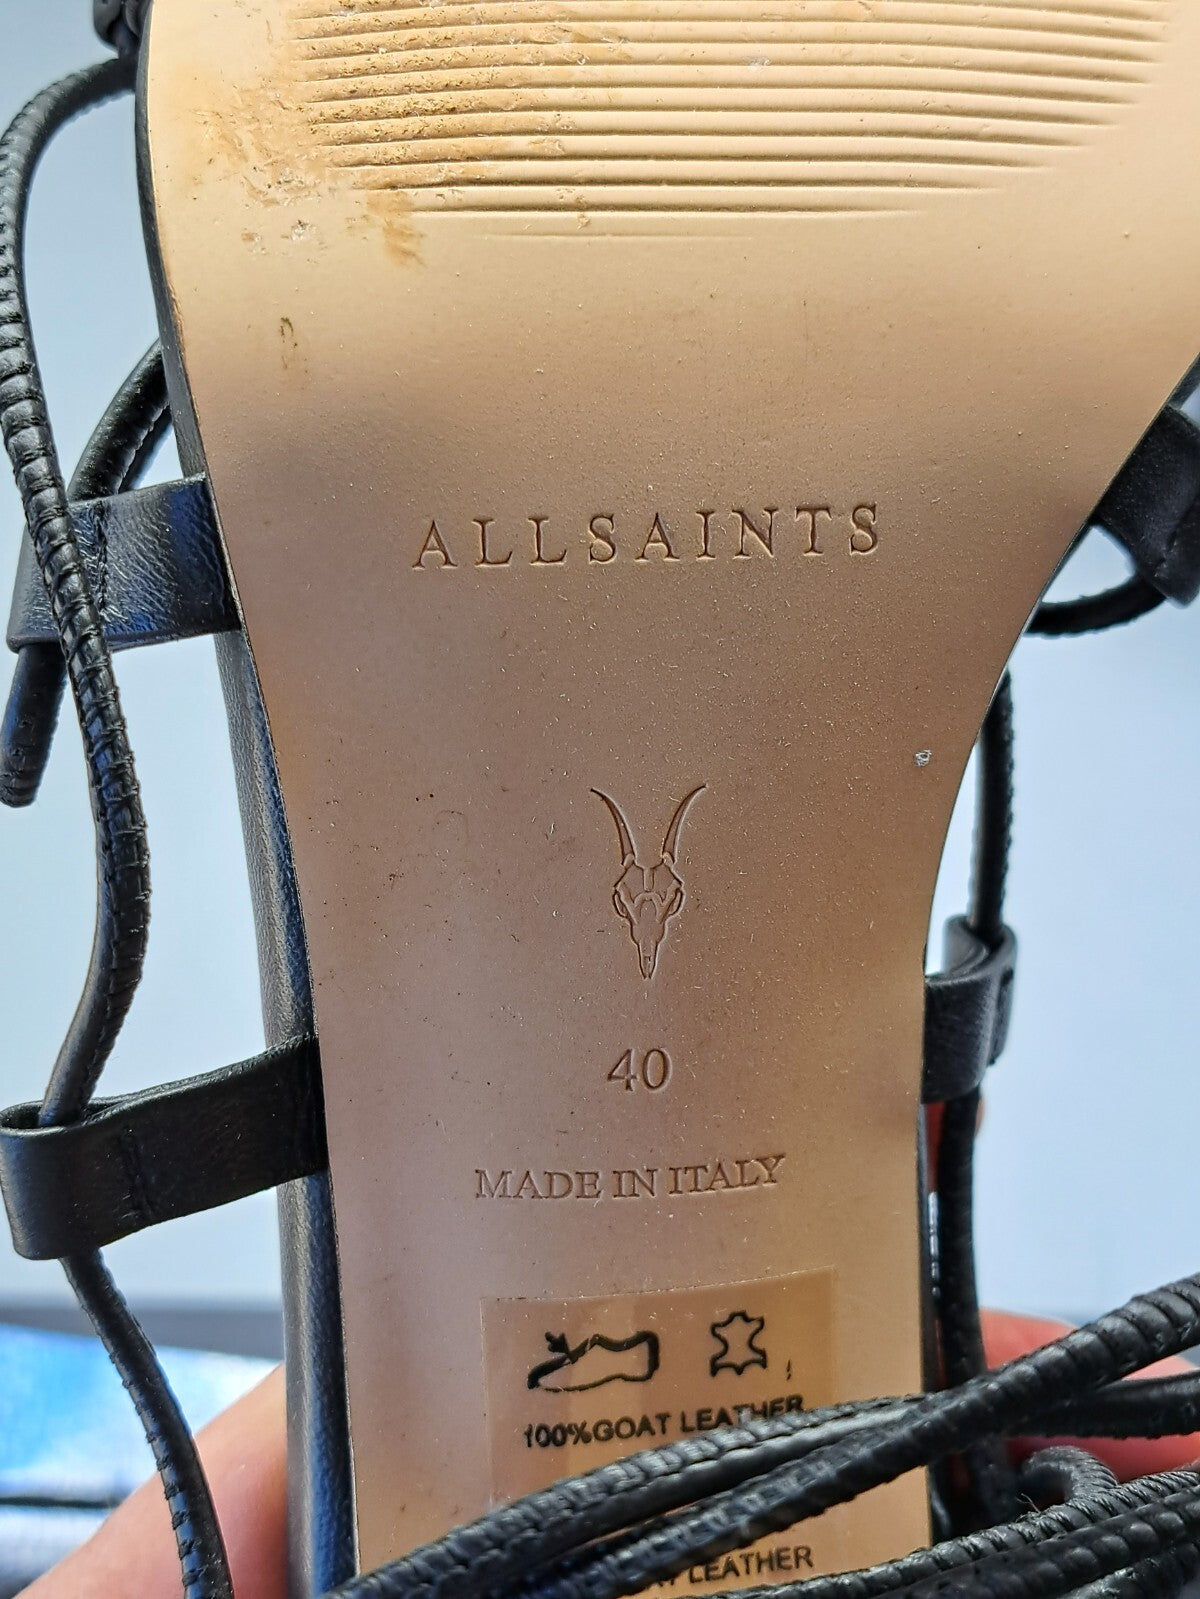 ALLSAINTS
40
MADE IN ITALY
100%GOAT LEATHER
LEATHER